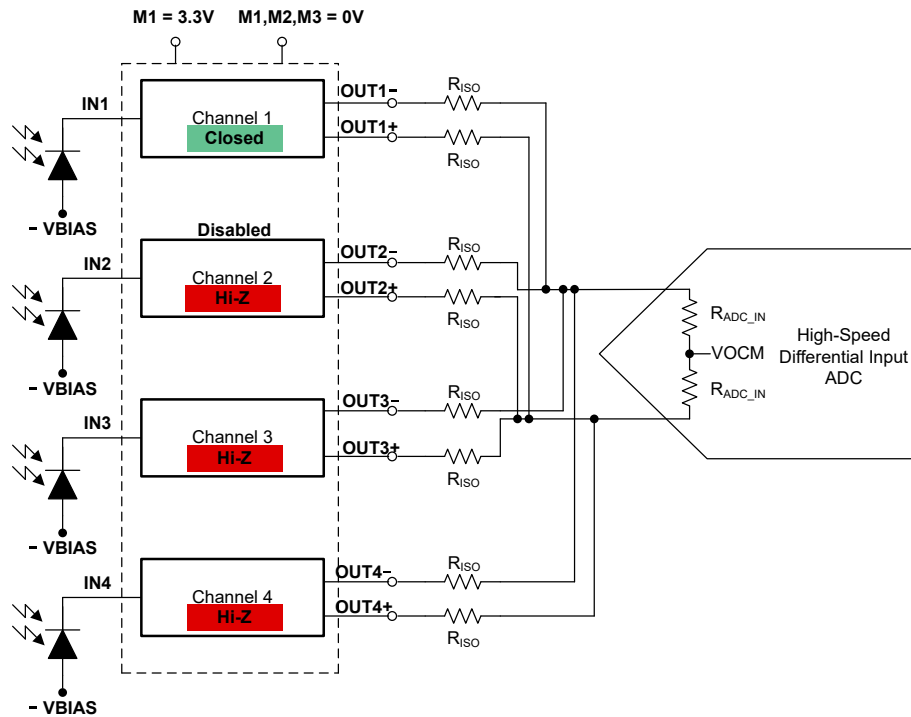 M1 = 3.3V
M1,M2,M3 = 0V
IN1
Channel 1
Closed
OUT1−
OUT1+
RISO
RISO
− VBIAS
Disabled
IN2
Channel 2
Hi-Z
OUT2−
OUT2+
RISO
RISO
− VBIAS
RADC_IN
VOCM
RADC_IN
High-Speed
Differential Input
ADC
IN3
Channel 3
Hi-Z
OUT3−
OUT3+
RISO
RISO
− VBIAS
IN4
Channel 4
Hi-Z
OUT4−
OUT4+
RISO
RISO
− VBIAS